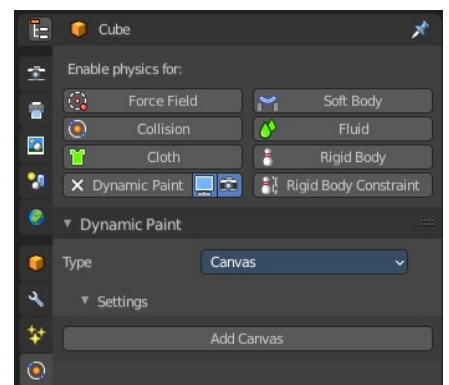 Cube
Enable physics for:
Force Field
Soft Body
Collision
Fluid
Cloth
Rigid Body
Dynamic Paint
Rigid Body Constraint
Dynamic Paint
Type
Canvas
Settings
Add Canvas